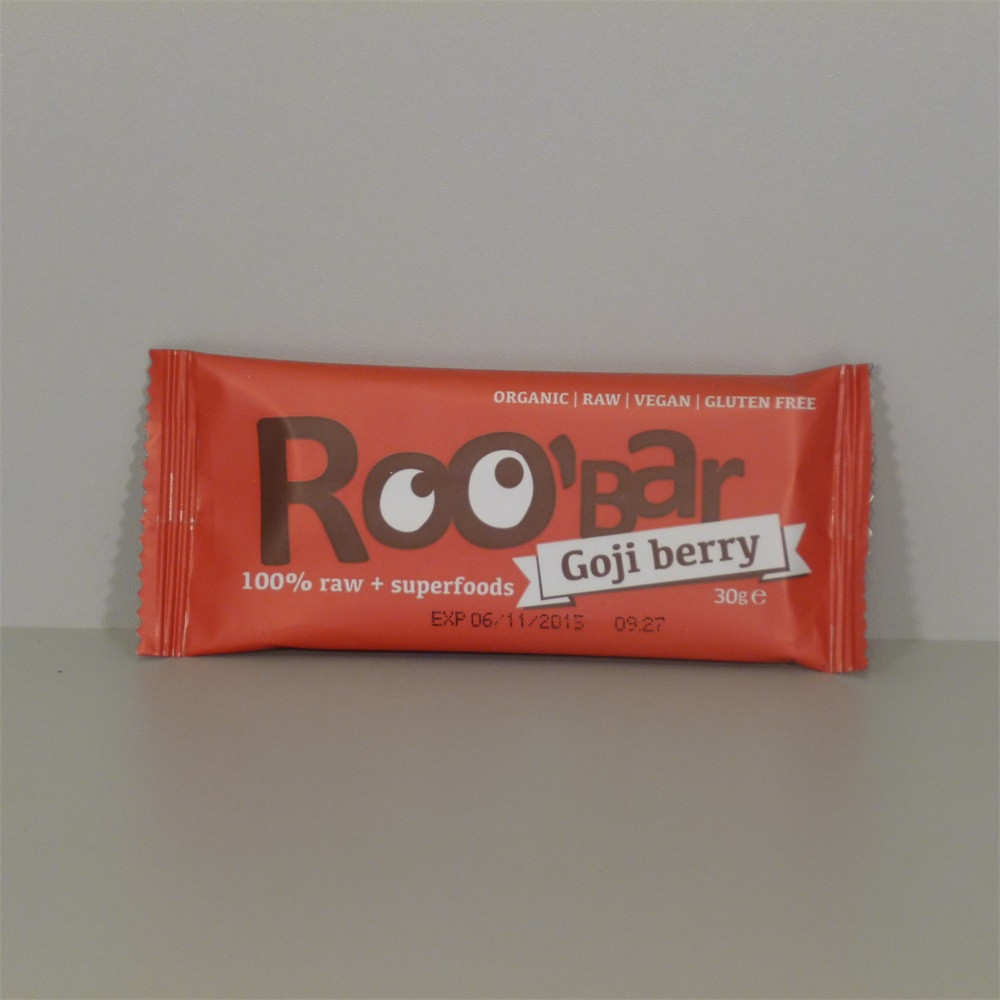 ORGANIC | RAW | VEGAN | GLUTEN FREE
Roo'Bar
Goji berry
100% raw + superfoods
30g e
EXP 06/11/2015 09:27